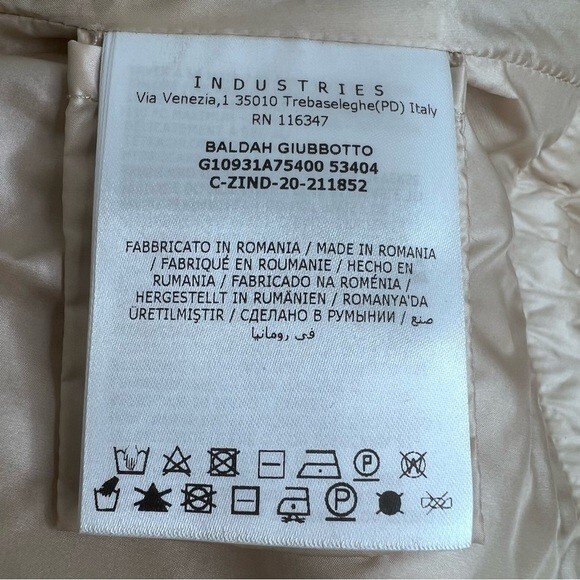 INDUSTRIES
Via Venezia,1 35010 Trebaseleghe(PD) Italy
RN 116347
BALDAH GIUBBOTTO
G10931A75400 53404
C-ZIND-20-211852
FABBRICATO IN ROMANIA / MADE IN ROMANIA
/ FABRIQUÉ EN ROUMANIE / HECHO EN
RUMANIA / FABRICADO NA ROMÉNIA /
HERGESTELLT IN RUMÄNIEN / ROMANYA'DA
ÜRETILMIŞTIR / СДЕЛАНО В РУМЫНИИ / صنع
في رومانيا
P W
P